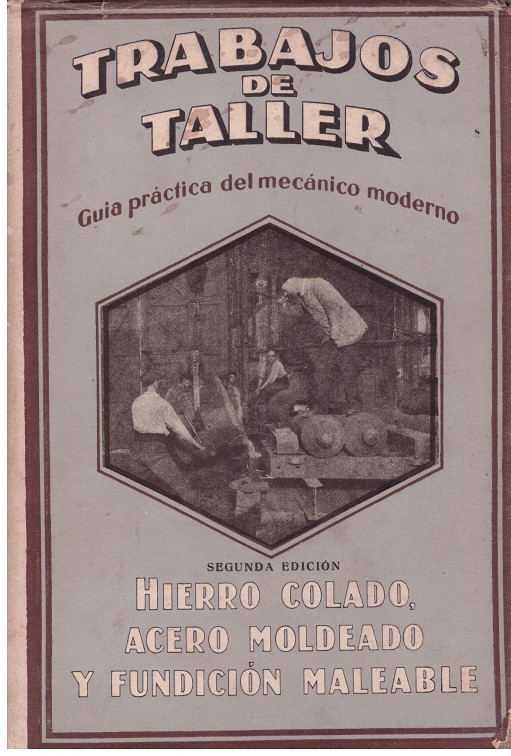 TRABAJOS
DE
TALLER
Guia práctica del mecánico moderno
SEGUNDA EDICIÓN
HIERRO COLADO,
ACERO MOLDEADO
Y FUNDICIÓN MALEABLE